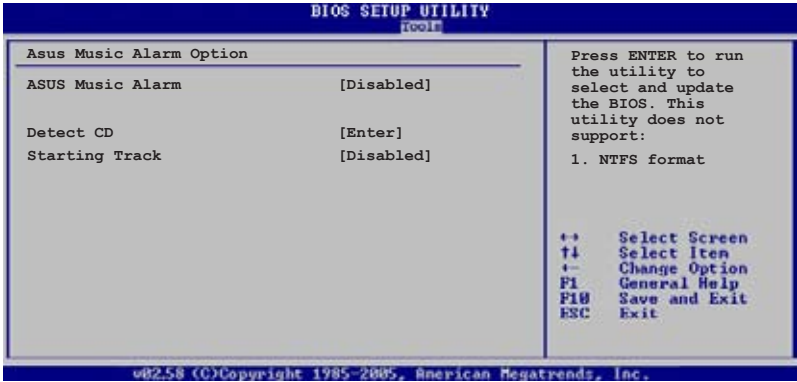 BIOS SETUP UTILITY
Tools
Asus Music Alarm Option
ASUS Music Alarm [Disabled]
Detect CD [Enter]
Starting Track [Disabled]
Press ENTER to run
the utility to
select and update
the BIOS. This
utility does not
support:
1. NTFS format
←→ Select Screen
↑↓ Select Item
+- Change Option
F1 General Help
F10 Save and Exit
ESC Exit
v02.58 (C)Copyright 1985-2005, American Megatrends, Inc.